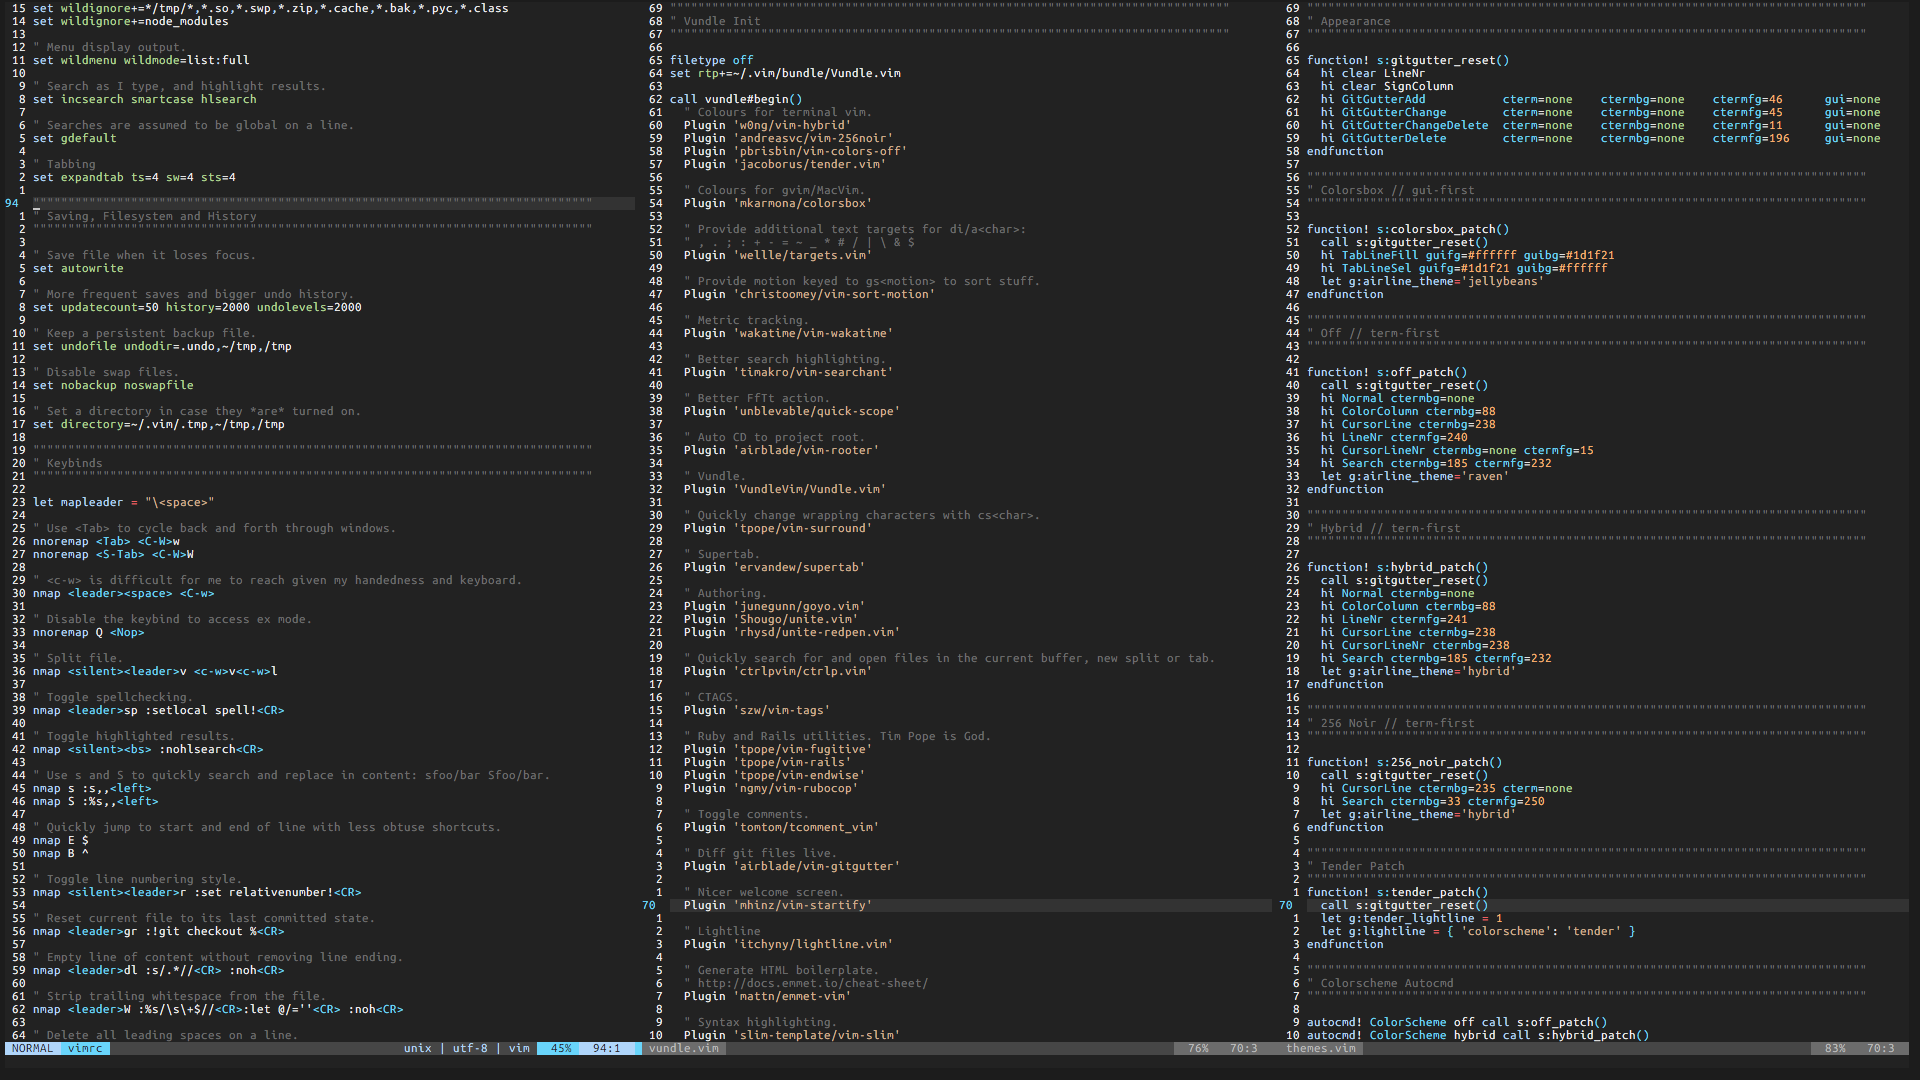 15 set wildignore+=*/tmp/*,*.so,*.swp,*.zip,*.cache,*.bak,*.pyc,*.class
14 set wildignore+=node_modules
13
12 " Menu display output.
11 set wildmenu wildmode=list:full
10
9 " Search as I type, and highlight results.
8 set incsearch smartcase hlsearch
7
6 " Searches are assumed to be global on a line.
5 set gdefault
4
3 " Tabbing
2 set expandtab ts=4 sw=4 sts=4
1
94 """"""""""""""""""""""""""""""""""""""""""""""""""""""""""""""""""""""""""""""""
1 " Saving, Filesystem and History
2 """"""""""""""""""""""""""""""""""""""""""""""""""""""""""""""""""""""""""""""""
3
4 " Save file when it loses focus.
5 set autowrite
6
7 " More frequent saves and bigger undo history.
8 set updatecount=50 history=2000 undolevels=2000
9
10 " Keep a persistent backup file.
11 set undofile undodir=.undo,~/tmp,/tmp
12
13 " Disable swap files.
14 set nobackup noswapfile
15
16 " Set a directory in case they *are* turned on.
17 set directory=~/.vim/.tmp,~/tmp,/tmp
18
19 """"""""""""""""""""""""""""""""""""""""""""""""""""""""""""""""""""""""""""""""
20 " Keybinds
21 """"""""""""""""""""""""""""""""""""""""""""""""""""""""""""""""""""""""""""""""
22
23 let mapleader = "\<space>"
24
25 " Use <Tab> to cycle back and forth through windows.
26 nnoremap <Tab> <C-W>w
27 nnoremap <S-Tab> <C-W>W
28
29 " <c-w> is difficult for me to reach given my handedness and keyboard.
30 nmap <leader><space> <C-w>
31
32 " Disable the keybind to access ex mode.
33 nnoremap Q <Nop>
34
35 " Split file.
36 nmap <silent><leader>v <c-w>v<c-w>l
37
38 " Toggle spellchecking.
39 nmap <leader>sp :setlocal spell!<CR>
40
41 " Toggle highlighted results.
42 nmap <silent><bs> :nohlsearch<CR>
43
44 " Use s and S to quickly search and replace in content: sfoo/bar Sfoo/bar.
45 nmap s :s,,<left>
46 nmap S :%s,,<left>
47
48 " Quickly jump to start and end of line with less obtuse shortcuts.
49 nmap E $
50 nmap B ^
51
52 " Toggle line numbering style.
53 nmap <silent><leader>r :set relativenumber!<CR>
54
55 " Reset current file to its last committed state.
56 nmap <leader>gr :!git checkout %<CR>
57
58 " Empty line of content without removing line ending.
59 nmap <leader>dl :s/.*//<CR> :noh<CR>
60
61 " Strip trailing whitespace from the file.
62 nmap <leader>W :%s/\s\+$//<CR>:let @/=''<CR> :noh<CR>
63
64 " Delete all leading spaces on a line.
NORMAL vimrc unix | utf-8 | vim 45% 94:1
69 """"""""""""""""""""""""""""""""""""""""""""""""""""""""""""""""""""""""""""""""
68 " Vundle Init
67 """"""""""""""""""""""""""""""""""""""""""""""""""""""""""""""""""""""""""""""""
66
65 filetype off
64 set rtp+=~/.vim/bundle/Vundle.vim
63
62 call vundle#begin()
61   " Colours for terminal vim.
60   Plugin 'w0ng/vim-hybrid'
59   Plugin 'andreasvc/vim-256noir'
58   Plugin 'pbrisbin/vim-colors-off'
57   Plugin 'jacoborus/tender.vim'
56
55   " Colours for gvim/MacVim.
54   Plugin 'mkarmona/colorsbox'
53
52   " Provide additional text targets for di/a<char>:
51   " , . ; : + - = ~ _ * # / | \ & $
50   Plugin 'wellle/targets.vim'
49
48   " Provide motion keyed to gs<motion> to sort stuff.
47   Plugin 'christoomey/vim-sort-motion'
46
45   " Metric tracking.
44   Plugin 'wakatime/vim-wakatime'
43
42   " Better search highlighting.
41   Plugin 'timakro/vim-searchant'
40
39   " Better FfTt action.
38   Plugin 'unblevable/quick-scope'
37
36   " Auto CD to project root.
35   Plugin 'airblade/vim-rooter'
34
33   " Vundle.
32   Plugin 'VundleVim/Vundle.vim'
31
30   " Quickly change wrapping characters with cs<char>.
29   Plugin 'tpope/vim-surround'
28
27   " Supertab.
26   Plugin 'ervandew/supertab'
25
24   " Authoring.
23   Plugin 'junegunn/goyo.vim'
22   Plugin 'Shougo/unite.vim'
21   Plugin 'rhysd/unite-redpen.vim'
20
19   " Quickly search for and open files in the current buffer, new split or tab.
18   Plugin 'ctrlpvim/ctrlp.vim'
17
16   " CTAGS.
15   Plugin 'szw/vim-tags'
14
13   " Ruby and Rails utilities. Tim Pope is God.
12   Plugin 'tpope/vim-fugitive'
11   Plugin 'tpope/vim-rails'
10   Plugin 'tpope/vim-endwise'
9   Plugin 'ngmy/vim-rubocop'
8
7   " Toggle comments.
6   Plugin 'tomtom/tcomment_vim'
5
4   " Diff git files live.
3   Plugin 'airblade/vim-gitgutter'
2
1   " Nicer welcome screen.
70   Plugin 'mhinz/vim-startify'
1
2   " Lightline
3   Plugin 'itchyny/lightline.vim'
4
5   " Generate HTML boilerplate.
6   " http://docs.emmet.io/cheat-sheet/
7   Plugin 'mattn/emmet-vim'
8
9   " Syntax highlighting.
10   Plugin 'slim-template/vim-slim'
vundle.vim 76% 70:3
69 """"""""""""""""""""""""""""""""""""""""""""""""""""""""""""""""""""""""""""""""
68 " Appearance
67 """"""""""""""""""""""""""""""""""""""""""""""""""""""""""""""""""""""""""""""""
66
65 function! s:gitgutter_reset()
64   hi clear LineNr
63   hi clear SignColumn
62   hi GitGutterAdd           cterm=none    ctermbg=none    ctermfg=46      gui=none
61   hi GitGutterChange        cterm=none    ctermbg=none    ctermfg=45      gui=none
60   hi GitGutterChangeDelete  cterm=none    ctermbg=none    ctermfg=11      gui=none
59   hi GitGutterDelete        cterm=none    ctermbg=none    ctermfg=196     gui=none
58 endfunction
57
56 """"""""""""""""""""""""""""""""""""""""""""""""""""""""""""""""""""""""""""""""
55 " Colorsbox // gui-first
54 """"""""""""""""""""""""""""""""""""""""""""""""""""""""""""""""""""""""""""""""
53
52 function! s:colorsbox_patch()
51   call s:gitgutter_reset()
50   hi TabLineFill guifg=#ffffff guibg=#1d1f21
49   hi TabLineSel guifg=#1d1f21 guibg=#ffffff
48   let g:airline_theme='jellybeans'
47 endfunction
46
45 """"""""""""""""""""""""""""""""""""""""""""""""""""""""""""""""""""""""""""""""
44 " Off // term-first
43 """"""""""""""""""""""""""""""""""""""""""""""""""""""""""""""""""""""""""""""""
42
41 function! s:off_patch()
40   call s:gitgutter_reset()
39   hi Normal ctermbg=none
38   hi ColorColumn ctermbg=88
37   hi CursorLine ctermbg=238
36   hi LineNr ctermfg=240
35   hi CursorLineNr ctermbg=none ctermfg=15
34   hi Search ctermbg=185 ctermfg=232
33   let g:airline_theme='raven'
32 endfunction
31
30 """"""""""""""""""""""""""""""""""""""""""""""""""""""""""""""""""""""""""""""""
29 " Hybrid // term-first
28 """"""""""""""""""""""""""""""""""""""""""""""""""""""""""""""""""""""""""""""""
27
26 function! s:hybrid_patch()
25   call s:gitgutter_reset()
24   hi Normal ctermbg=none
23   hi ColorColumn ctermbg=88
22   hi LineNr ctermfg=241
21   hi CursorLine ctermbg=238
20   hi CursorLineNr ctermbg=238
19   hi Search ctermbg=185 ctermfg=232
18   let g:airline_theme='hybrid'
17 endfunction
16
15 """"""""""""""""""""""""""""""""""""""""""""""""""""""""""""""""""""""""""""""""
14 " 256 Noir // term-first
13 """"""""""""""""""""""""""""""""""""""""""""""""""""""""""""""""""""""""""""""""
12
11 function! s:256_noir_patch()
10   call s:gitgutter_reset()
9   hi CursorLine ctermbg=235 cterm=none
8   hi Search ctermbg=33 ctermfg=250
7   let g:airline_theme='hybrid'
6 endfunction
5
4 """"""""""""""""""""""""""""""""""""""""""""""""""""""""""""""""""""""""""""""""
3 " Tender Patch
2 """"""""""""""""""""""""""""""""""""""""""""""""""""""""""""""""""""""""""""""""
1 function! s:tender_patch()
70   call s:gitgutter_reset()
1   let g:tender_lightline = 1
2   let g:lightline = { 'colorscheme': 'tender' }
3 endfunction
4
5 """"""""""""""""""""""""""""""""""""""""""""""""""""""""""""""""""""""""""""""""
6 " Colorscheme Autocmd
7 """"""""""""""""""""""""""""""""""""""""""""""""""""""""""""""""""""""""""""""""
8
9 autocmd! ColorScheme off call s:off_patch()
10 autocmd! ColorScheme hybrid call s:hybrid_patch()
themes.vim 83% 70:3